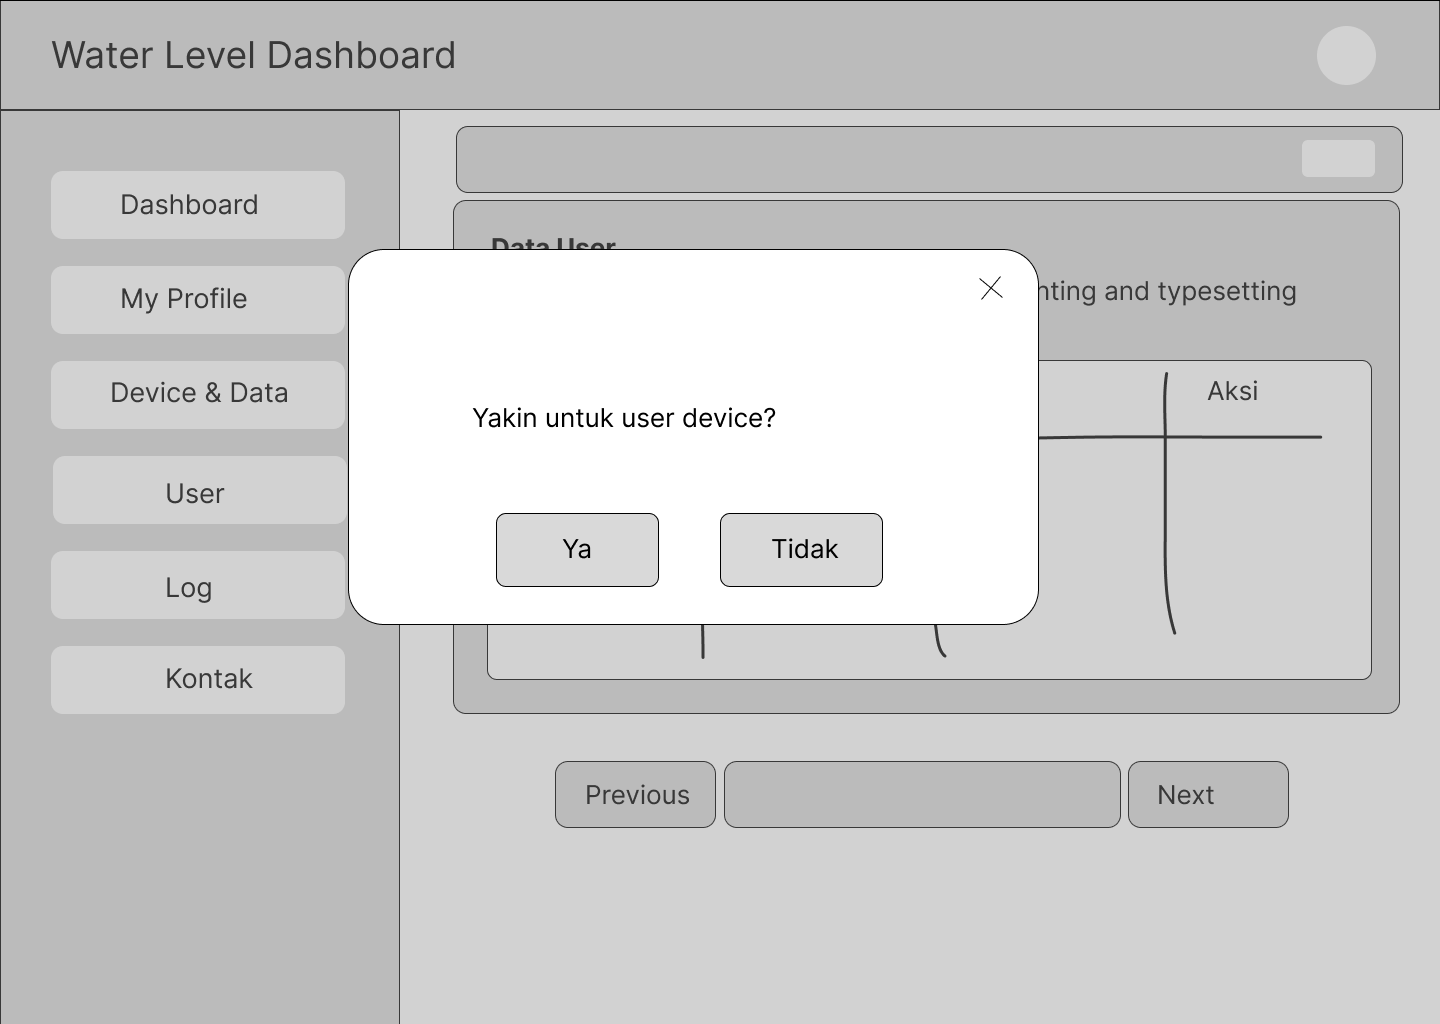 Water Level Dashboard
Dashboard
My Profile
Device & Data
User
Log
Kontak
Data User
and typesetting
Aksi
Yakin untuk user device?
Ya
Tidak
Previous
Next